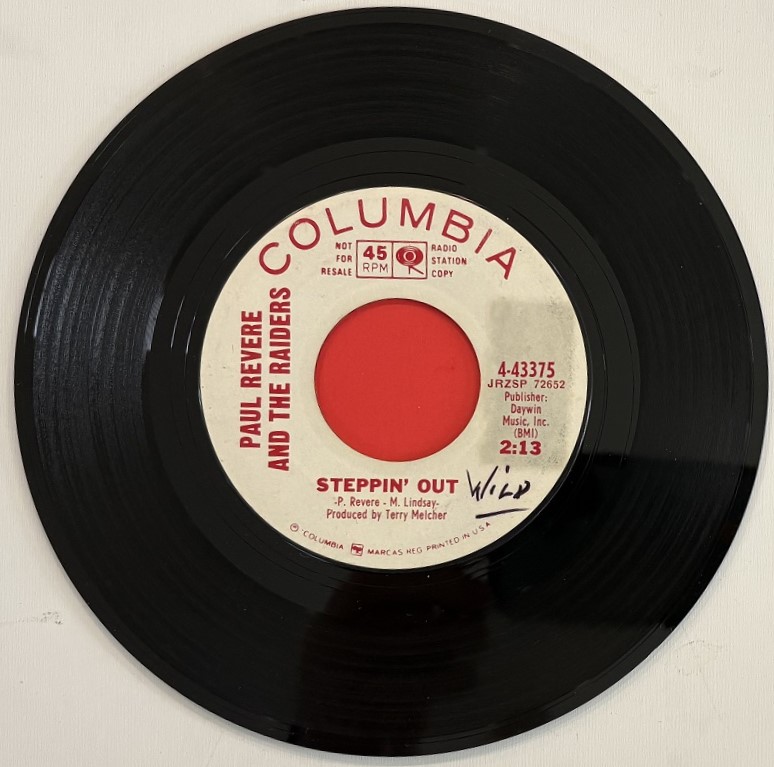 COLUMBIA
NOT
FOR
RESALE
45
RPM
RADIO
STATION
COPY
PAUL REVERE
AND THE RAIDERS
4-43375
JRZSP 72652
Publisher:
Daywin
Music, Inc.
(BMI)
2:13
STEPPIN' OUT
Wild
-P. Revere - M. Lindsay-
Produced by Terry Melcher
Ⓟ COLUMBIA MARCAS REG PRINTED IN U.S.A